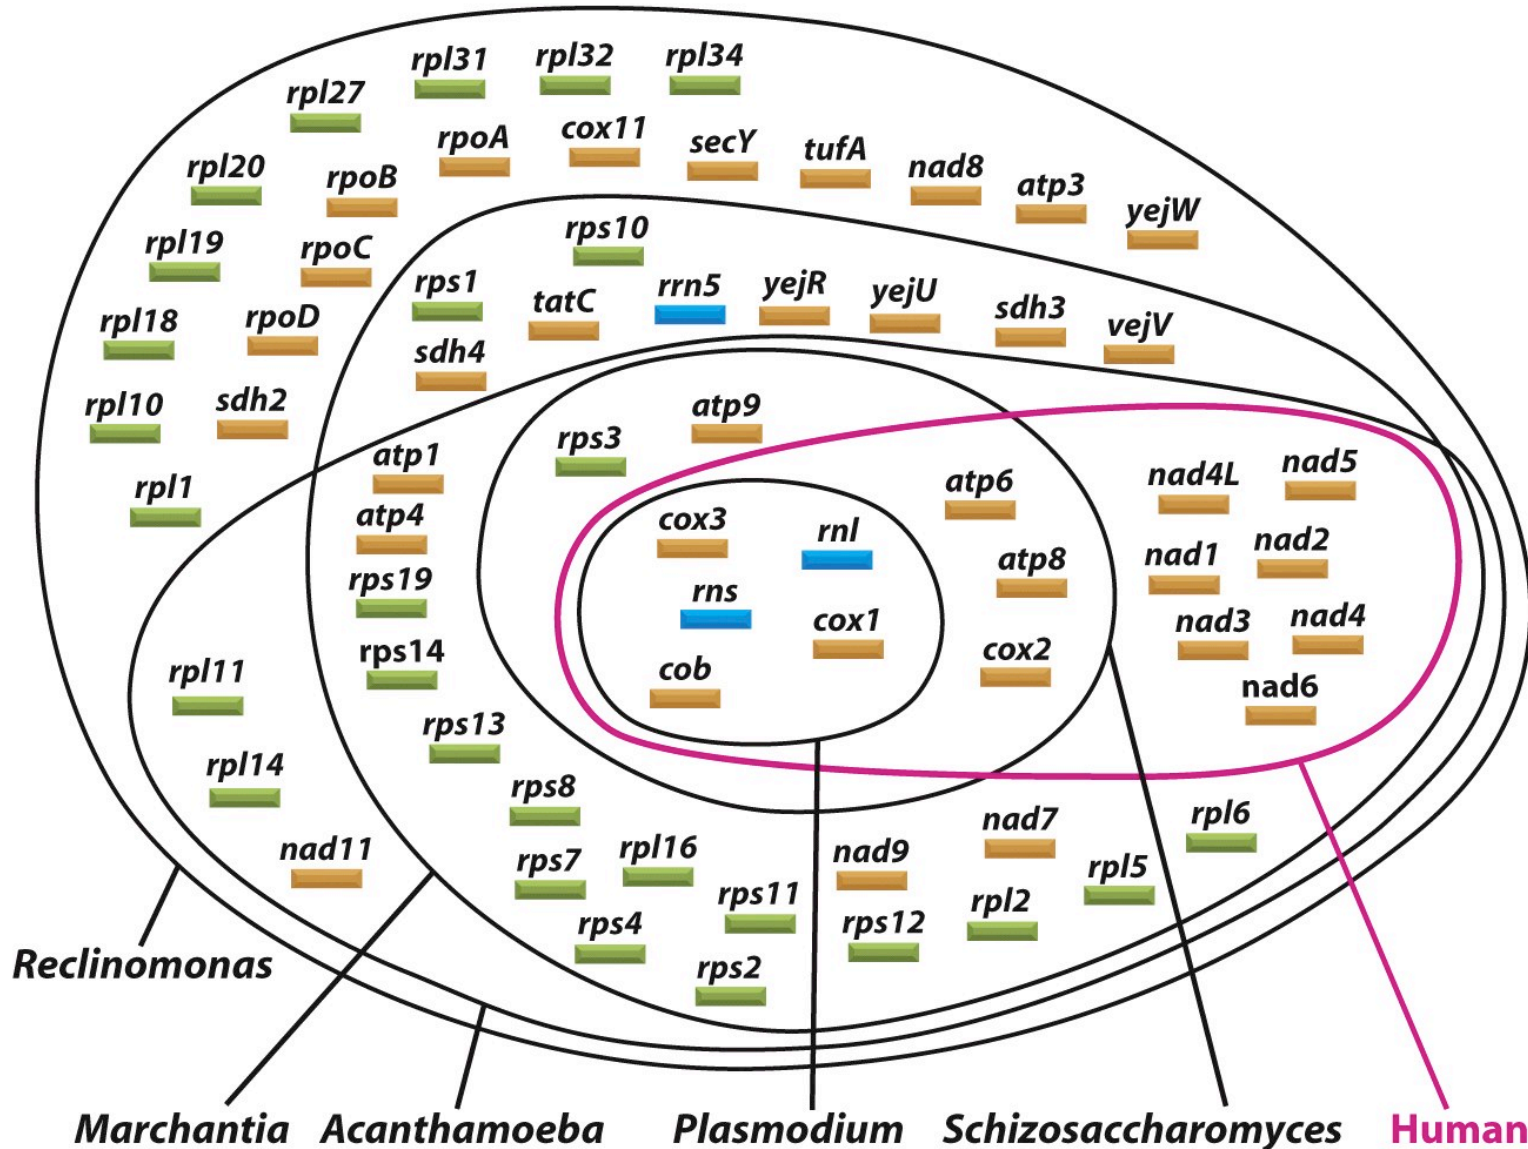 rpl31
rpl32
rpl34
rpl27
rpoA
cox11
secY
tufA
nad8
atp3
yejW
rpl20
rpoB
rpl19
rpoC
rps10
rps1
tatC
rrn5
yejR
yejU
sdh3
vejV
rpl18
rpoD
sdh4
rpl10
sdh2
atp9
rps3
rpl1
atp1
atp6
nad4L
nad5
atp4
cox3
rnl
nad1
nad2
rps19
rns
atp8
cox1
nad3
nad4
rps14
cob
cox2
nad6
rpl11
rps13
rpl14
rps8
nad11
rps7
rpl16
nad9
nad7
rpl6
rps4
rps11
rps12
rpl2
rpl5
rps2
Reclinomonas
Marchantia
Acanthamoeba
Plasmodium
Schizosaccharomyces
Human